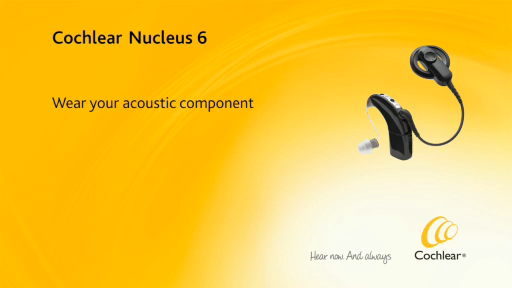 Cochlear Nucleus 6
Wear your acoustic component
Hear now. And always
Cochlear®